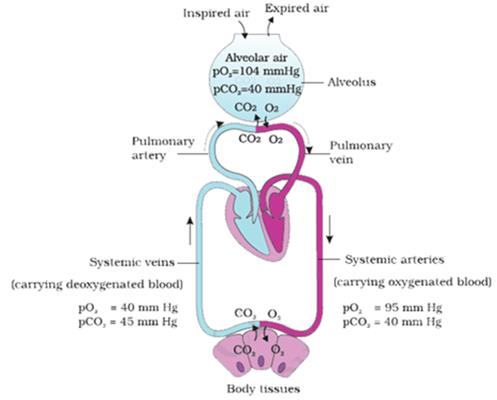 Inspired air
Expired air
Alveolar air
pO₂=104 mmHg
pCO₂=40 mmHg
Alveolus
CO2 O2
CO2 O2
Pulmonary
artery
Pulmonary
vein
Systemic veins
(carrying deoxygenated blood)
pO₂ = 40 mm Hg
pCO₂ = 45 mm Hg
Systemic arteries
(carrying oxygenated blood)
pO₂ = 95 mm Hg
pCO₂ = 40 mm Hg
CO₂ O₂
CO₂ O₂
Body tissues